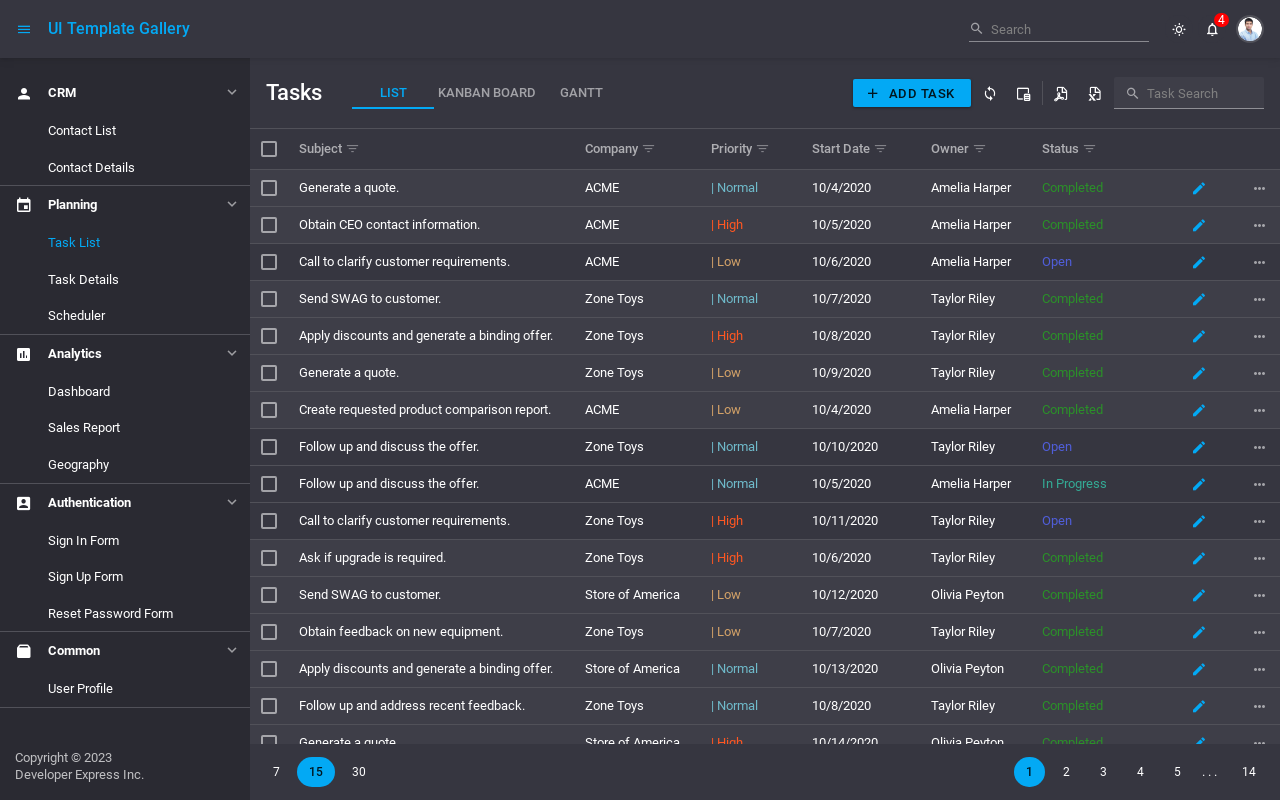 UI Template Gallery
Search
4
CRM
Contact List
Contact Details
Planning
Task List
Task Details
Scheduler
Analytics
Dashboard
Sales Report
Geography
Authentication
Sign In Form
Sign Up Form
Reset Password Form
Common
User Profile
Copyright © 2023
Developer Express Inc.
Tasks LIST KANBAN BOARD GANTT ADD TASK Task Search
Subject Company Priority Start Date Owner Status
Generate a quote. ACME | Normal 10/4/2020 Amelia Harper Completed
Obtain CEO contact information. ACME | High 10/5/2020 Amelia Harper Completed
Call to clarify customer requirements. ACME | Low 10/6/2020 Amelia Harper Open
Send SWAG to customer. Zone Toys | Normal 10/7/2020 Taylor Riley Completed
Apply discounts and generate a binding offer. Zone Toys | High 10/8/2020 Taylor Riley Completed
Generate a quote. Zone Toys | Low 10/9/2020 Taylor Riley Completed
Create requested product comparison report. ACME | Low 10/4/2020 Amelia Harper Completed
Follow up and discuss the offer. Zone Toys | Normal 10/10/2020 Taylor Riley Open
Follow up and discuss the offer. ACME | Normal 10/5/2020 Amelia Harper In Progress
Call to clarify customer requirements. Zone Toys | High 10/11/2020 Taylor Riley Open
Ask if upgrade is required. Zone Toys | High 10/6/2020 Taylor Riley Completed
Send SWAG to customer. Store of America | Low 10/12/2020 Olivia Peyton Completed
Obtain feedback on new equipment. Zone Toys | Low 10/7/2020 Taylor Riley Completed
Apply discounts and generate a binding offer. Store of America | Normal 10/13/2020 Olivia Peyton Completed
Follow up and address recent feedback. Zone Toys | Normal 10/8/2020 Taylor Riley Completed
Generate a quote. Store of America | High 10/14/2020 Olivia Peyton Completed
7 15 30 1 2 3 4 5 ... 14